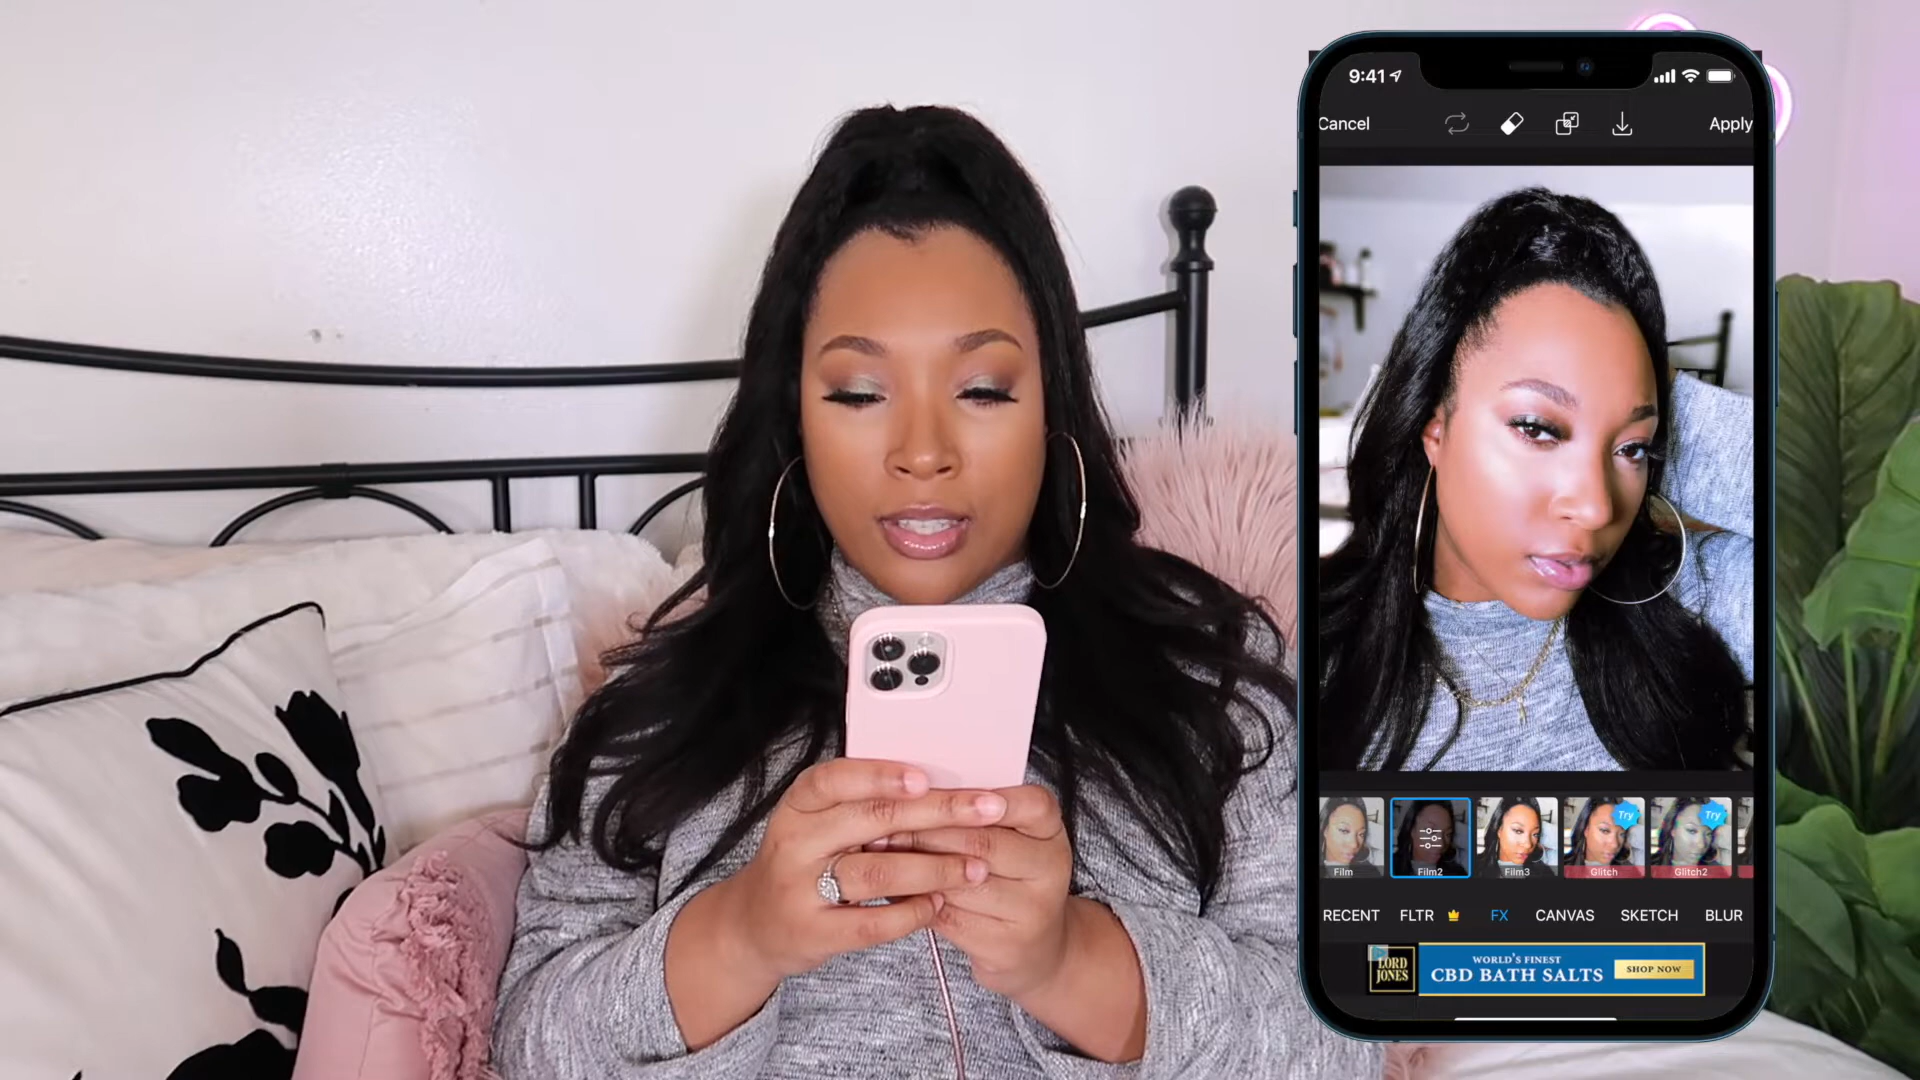 9:41
Cancel
Apply
Film
Film2
Film3
Try
Glitch
Try
Glitch2
RECENT
FLTR
FX
CANVAS
SKETCH
BLUR
LORD
JONES
WORLD'S FINEST
CBD BATH SALTS
SHOP NOW